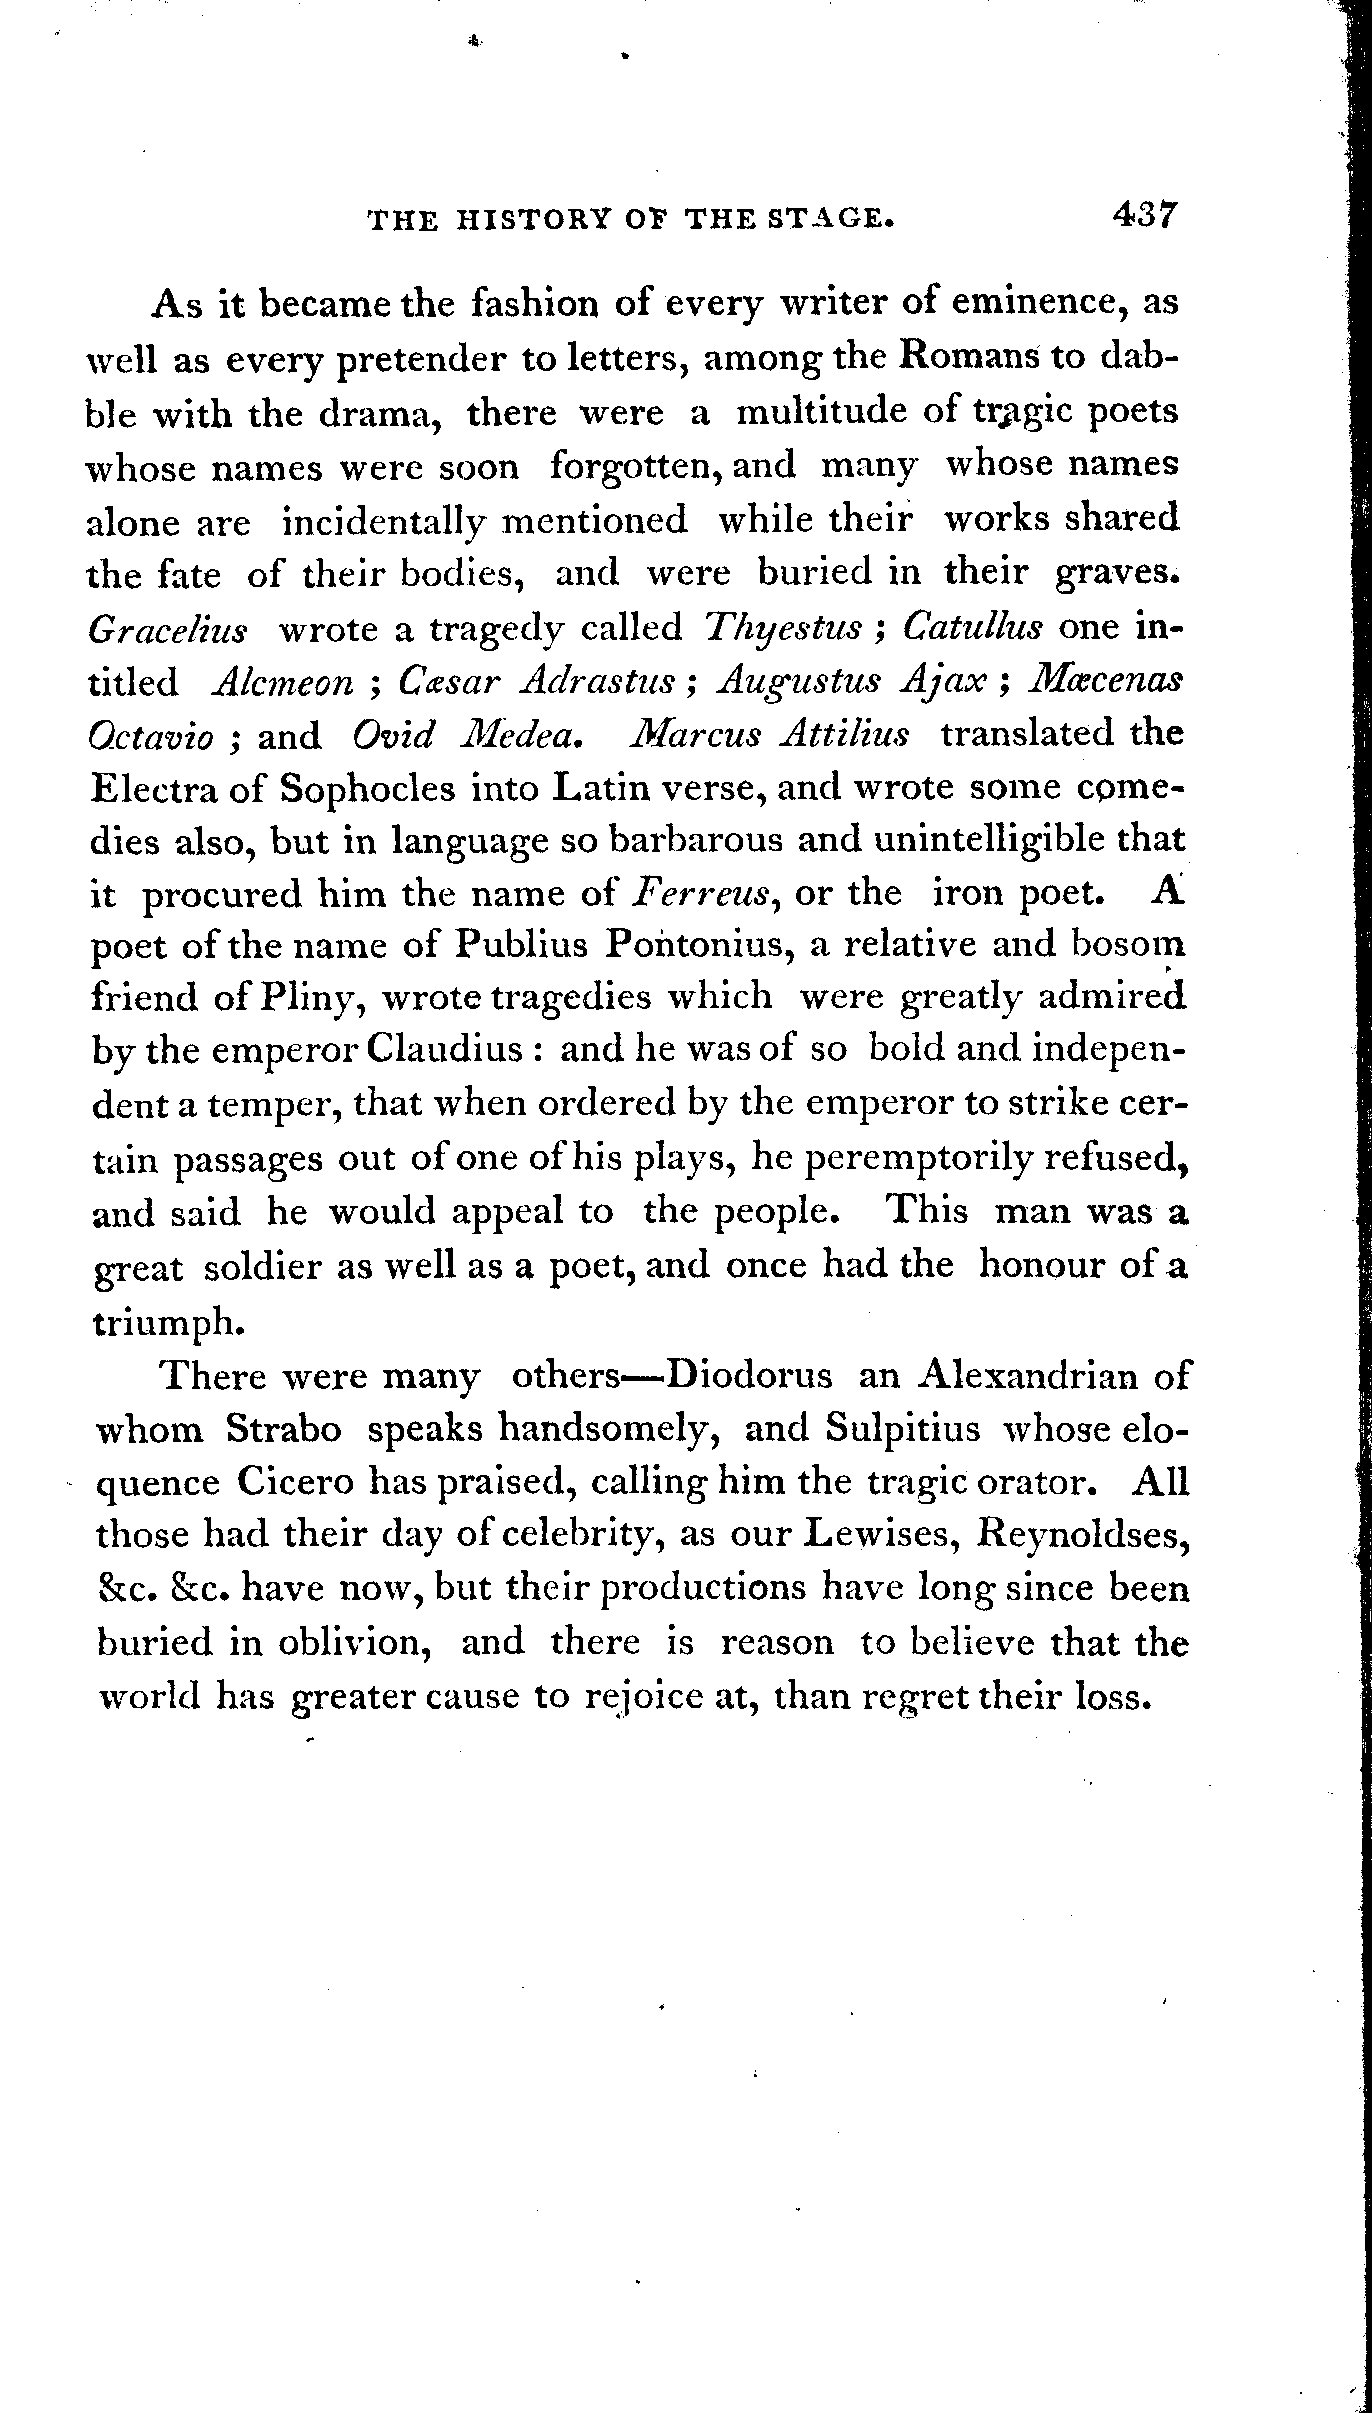 THE HISTORY OF THE STAGE. 437
As it became the fashion of every writer of eminence, as
well as every pretender to letters, among the Romans to dab-
ble with the drama, there were a multitude of tragic poets
whose names were soon forgotten, and many whose names
alone are incidentally mentioned while their works shared
the fate of their bodies, and were buried in their graves.
Gracelius wrote a tragedy called Thyestus ; Catullus one in-
titled Alcmeon ; Cæsar Adrastus ; Augustus Ajax ; Mœcenas
Octavio ; and Ovid Medea. Marcus Attilius translated the
Electra of Sophocles into Latin verse, and wrote some come-
dies also, but in language so barbarous and unintelligible that
it procured him the name of Ferreus, or the iron poet. A
poet of the name of Publius Pontonius, a relative and bosom
friend of Pliny, wrote tragedies which were greatly admired
by the emperor Claudius : and he was of so bold and indepen-
dent a temper, that when ordered by the emperor to strike cer-
tain passages out of one of his plays, he peremptorily refused,
and said he would appeal to the people. This man was a
great soldier as well as a poet, and once had the honour of a
triumph.
There were many others—Diodorus an Alexandrian of
whom Strabo speaks handsomely, and Sulpitius whose elo-
quence Cicero has praised, calling him the tragic orator. All
those had their day of celebrity, as our Lewises, Reynoldses,
&c. &c. have now, but their productions have long since been
buried in oblivion, and there is reason to believe that the
world has greater cause to rejoice at, than regret their loss.